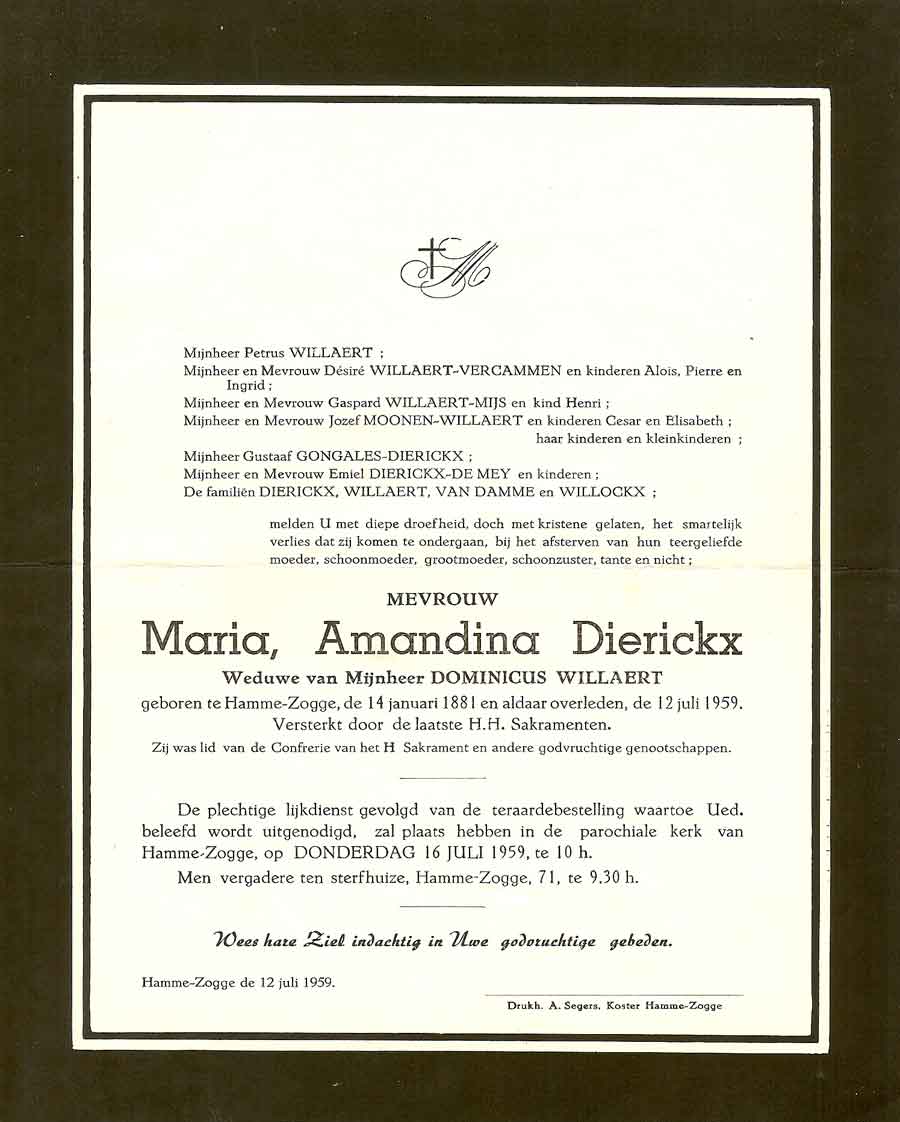 M
Mijnheer Petrus WILLAERT ;
Mijnheer en Mevrouw Désiré WILLAERT-VERCAMMEN en kinderen Alois, Pierre en
Ingrid ;
Mijnheer en Mevrouw Gaspard WILLAERT-MIJS en kind Henri ;
Mijnheer en Mevrouw Jozef MOONEN-WILLAERT en kinderen Cesar en Elisabeth ;
haar kinderen en kleinkinderen ;
Mijnheer Gustaaf GONGALES-DIERICKX ;
Mijnheer en Mevrouw Emiel DIERICKX-DE MEY en kinderen ;
De familiën DIERICKX, WILLAERT, VAN DAMME en WILLOCKX ;
melden U met diepe droefheid, doch met kristene gelaten, het smartelijk
verlies dat zij komen te ondergaan, bij het afsterven van hun teergeliefde
moeder, schoonmoeder, grootmoeder, schoonzuster, tante en nicht ;
MEVROUW
Maria, Amandina Dierickx
Weduwe van Mijnheer DOMINICUS WILLAERT
geboren te Hamme-Zogge, de 14 januari 1881 en aldaar overleden, de 12 juli 1959.
Versterkt door de laatste H.H. Sakramenten.
Zij was lid van de Confrerie van het H Sakrament en andere godvruchtige genootschappen.
De plechtige lijkdienst gevolgd van de teraardebestelling waartoe Ued.
beleefd wordt uitgenodigd, zal plaats hebben in de parochiale kerk van
Hamme-Zogge, op DONDERDAG 16 JULI 1959, te 10 h.
Men vergadere ten sterfhuize, Hamme-Zogge, 71, te 9.30 h.
Wees hare Ziel indachtig in Uwe godvruchtige gebeden.
Hamme-Zogge de 12 juli 1959.
Drukh. A. Segers, Koster Hamme-Zogge